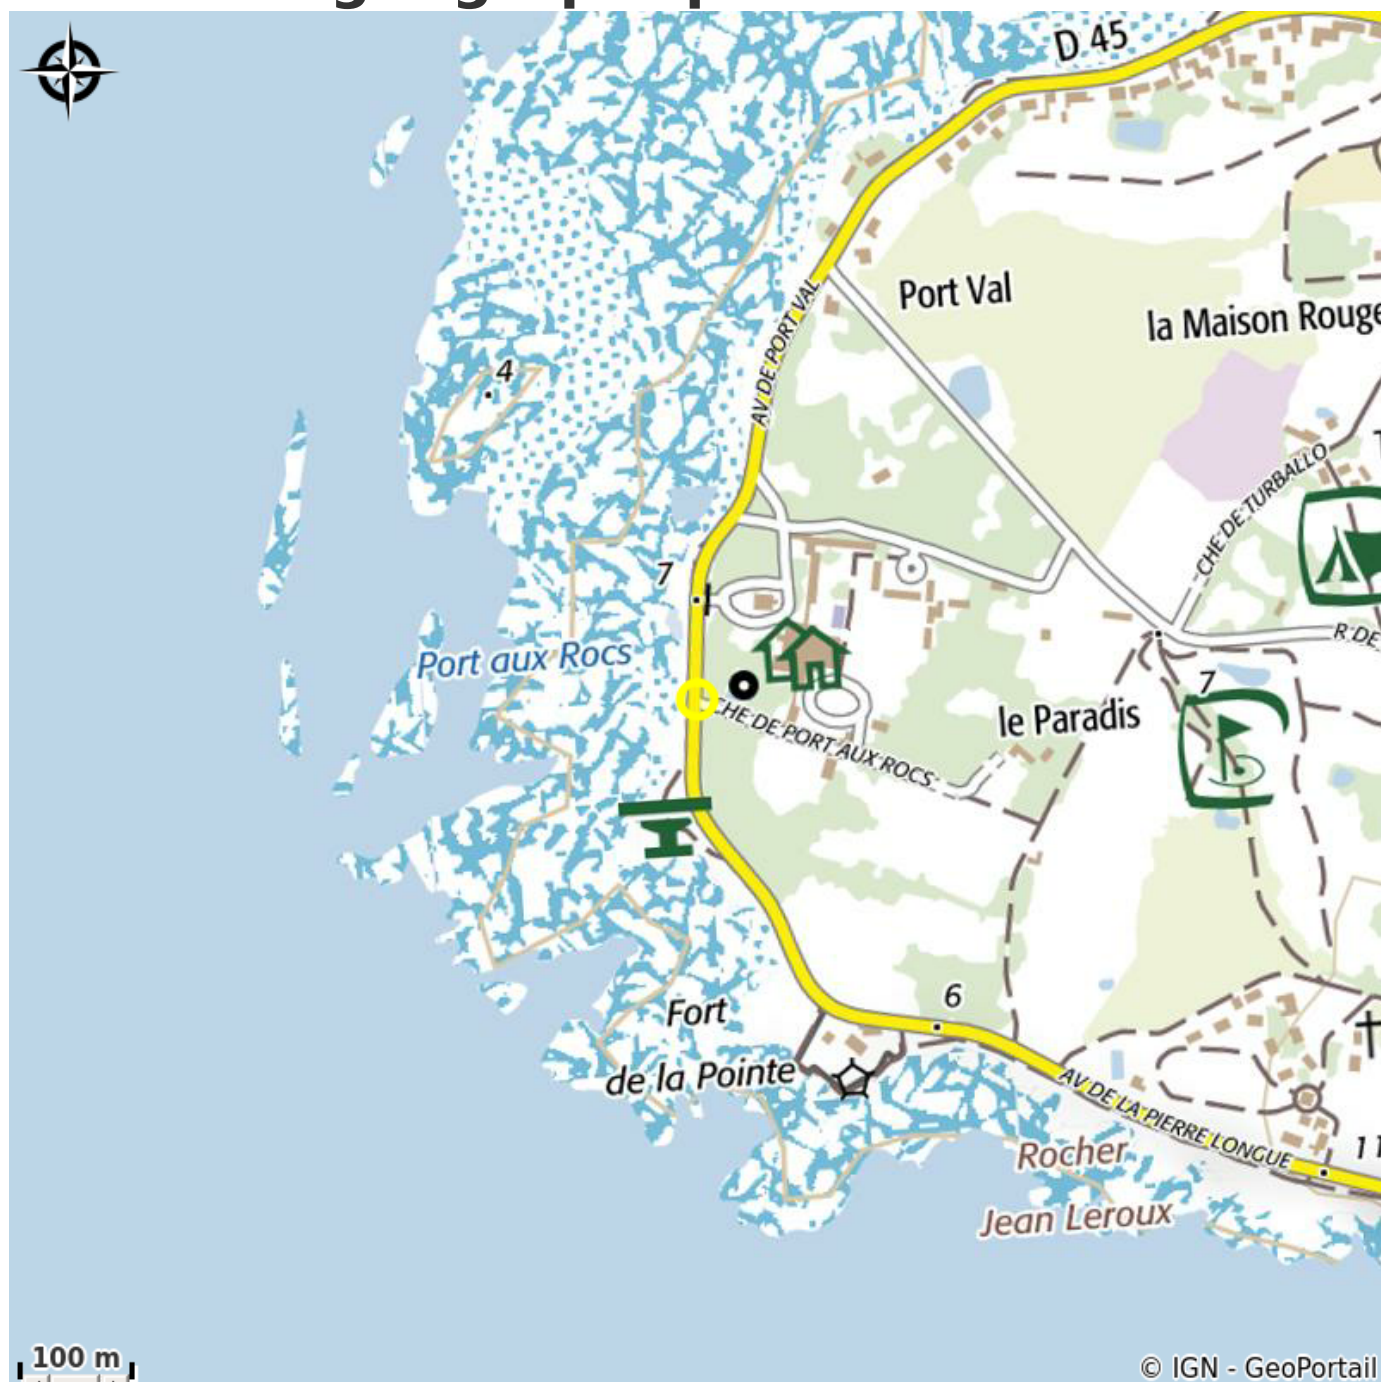 D 45
Port Val
la Maison Rouge
AV DE PORT VAL
4
CHE DE TURBALLO
7
R DE
Port aux Rocs
7
CHE DE PORT AUX ROCS
le Paradis
6
Fort
de la Pointe
AV DE LA PIERRE LONGUE
11
Rocher
Jean Leroux
100 m
© IGN - GeoPortail